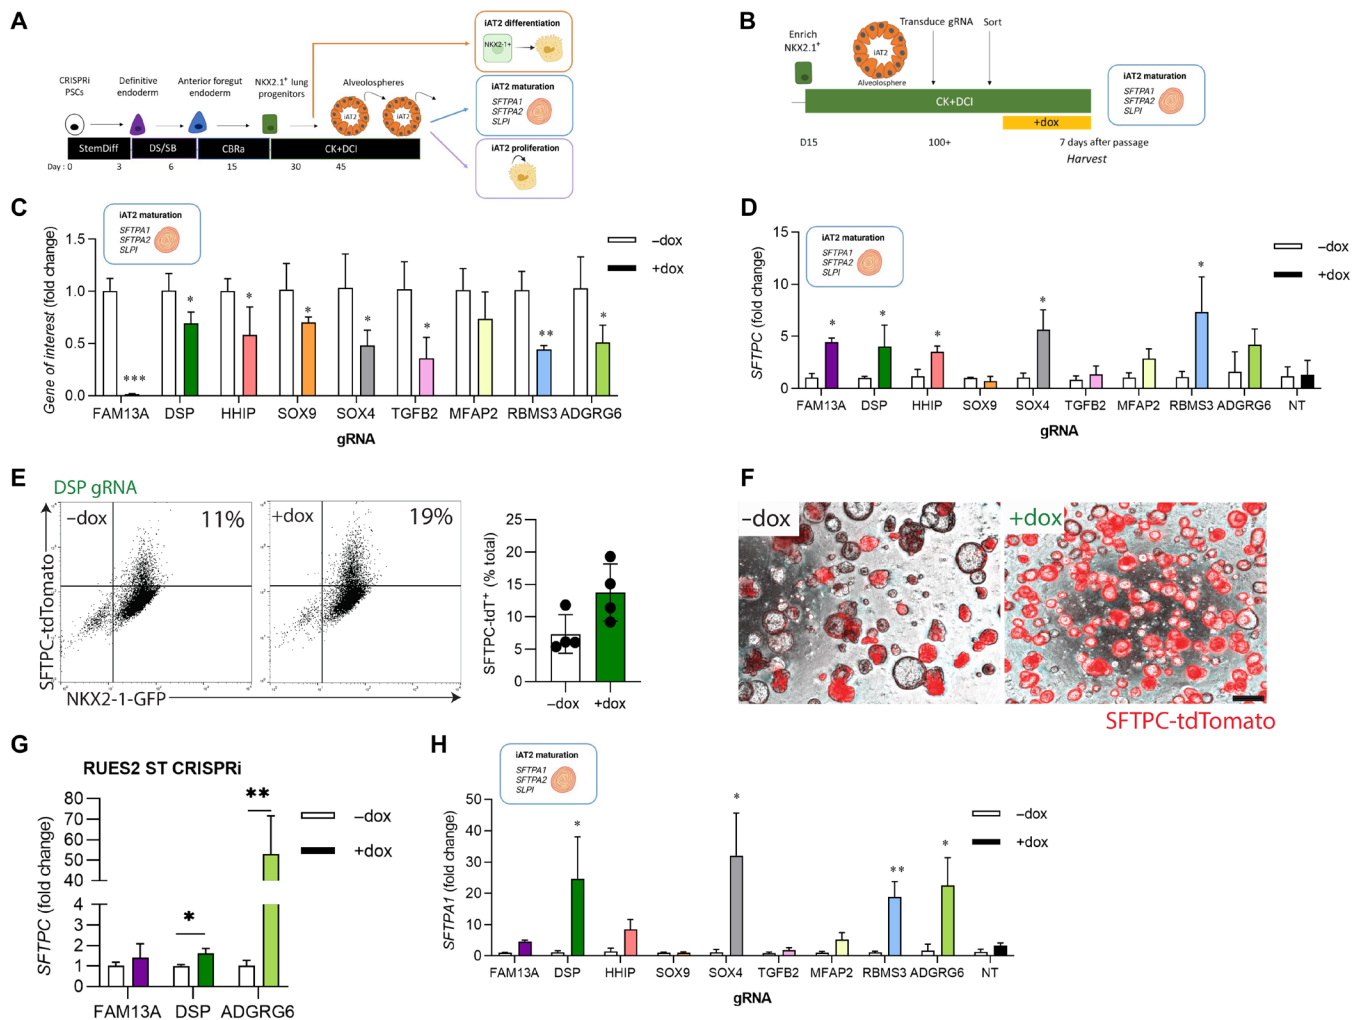 A
CRISPRi
PSCs
Definitive
endoderm
Anterior foregut
endoderm
NKX2.1+ lung
progenitors
Alveolospheres
iAT2
iAT2
StemDiff
DS/SB
CBRa
CK+DCI
Day : 0
3
6
15
30
45
iAT2 differentiation
NKX2-1+
iAT2 maturation
SFTPA1
SFTPA2
SLPI
iAT2 proliferation
B
Enrich
NKX2.1+
iAT2
Alveolosphere
Transduce gRNA
Sort
CK+DCI
+dox
D15
100+
7 days after passage
Harvest
iAT2 maturation
SFTPA1
SFTPA2
SLPI
C
iAT2 maturation
SFTPA1
SFTPA2
SLPI
–dox
+dox
Gene of interest (fold change)
1.5
1.0
0.5
0.0
***
*
*
*
*
*
**
*
FAM13A
DSP
HHIP
SOX9
SOX4
TGFB2
MFAP2
RBMS3
ADGRG6
gRNA
D
iAT2 maturation
SFTPA1
SFTPA2
SLPI
–dox
+dox
SFTPC (fold change)
15
10
5
0
*
*
*
*
*
FAM13A
DSP
HHIP
SOX9
SOX4
TGFB2
MFAP2
RBMS3
ADGRG6
NT
gRNA
E
DSP gRNA
–dox
11%
+dox
19%
SFTPC-tdTomato
NKX2-1-GFP
SFTPC-tdT+ (% total)
25
20
15
10
5
0
–dox
+dox
F
–dox
+dox
SFTPC-tdTomato
G
RUES2 ST CRISPRi
–dox
+dox
SFTPC (fold change)
80
70
60
50
40
4
3
2
1
0
*
**
FAM13A
DSP
ADGRG6
H
iAT2 maturation
SFTPA1
SFTPA2
SLPI
–dox
+dox
SFTPA1 (fold change)
50
40
30
20
10
0
*
*
**
*
FAM13A
DSP
HHIP
SOX9
SOX4
TGFB2
MFAP2
RBMS3
ADGRG6
NT
gRNA